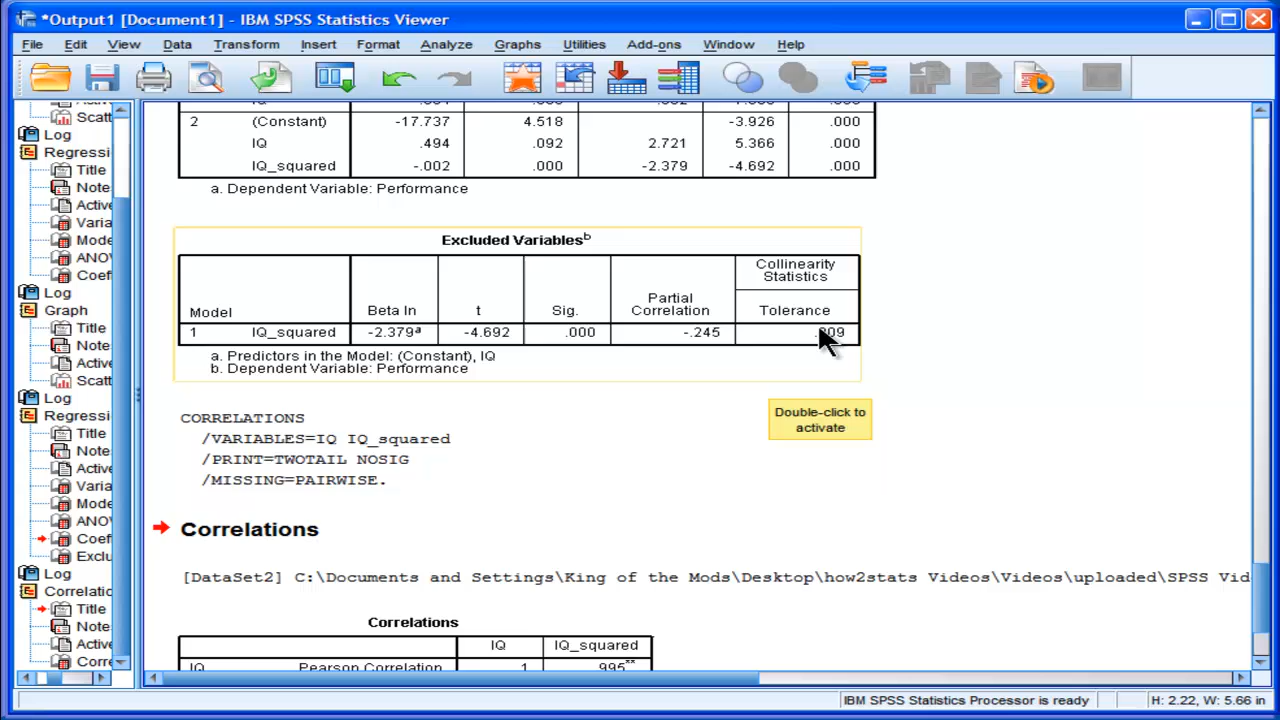 *Output1 [Document1] - IBM SPSS Statistics Viewer
File Edit View Data Transform Insert Format Graphs Utilities Add-ons Window Help
Scatt
Log
Regressi
Title
Note
Active
Varia
Mode
ANO
Coef
Log
Graph
Title
Note
Active
Scatt
Log
Regressi
Title
Note
Active
Varia
Mode
ANO
Coef
Exclu
Log
Correlatio
Title
Note
Active
Corre
2 (Constant) -17.737 4.518 -3.926 .000
IQ .494 .092 2.721 5.366 .000
IQ_squared -.002 .000 -2.379 -4.692 .000
a. Dependent Variable: Performance
Excluded Variablesb
Model Beta In t Sig. Partial Correlation Collinearity Statistics Tolerance
1 IQ_squared -2.379a -4.692 .000 -.245 .009
a. Predictors in the Model: (Constant), IQ
b. Dependent Variable: Performance
Double-click to
activate
CORRELATIONS
/VARIABLES=IQ IQ_squared
/PRINT=TWOTAIL NOSIG
/MISSING=PAIRWISE.
Correlations
[DataSet2] C:\Documents and Settings\King of the Mods\Desktop\how2stats Videos\Videos\uploaded\SPSS Vid
Correlations
IQ IQ_squared
IQ Pearson Correlation 1 .995**
IBM SPSS Statistics Processor is ready H: 2.22, W: 5.66 in